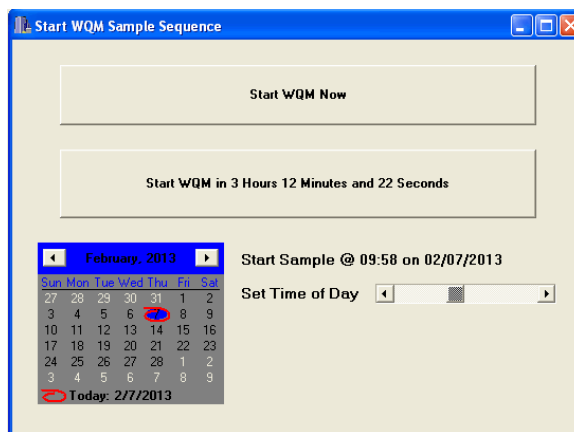 Start WQM Sample Sequence
Start WQM Now
Start WQM in 3 Hours 12 Minutes and 22 Seconds
February, 2013
Sun Mon Tue Wed Thu Fri Sat
27 28 29 30 31 1 2
3 4 5 6 8 9
10 11 12 13 14 15 16
17 18 19 20 21 22 23
24 25 26 27 28 1 2
3 4 5 6 7 8 9
Today: 2/7/2013
Start Sample @ 09:58 on 02/07/2013
Set Time of Day